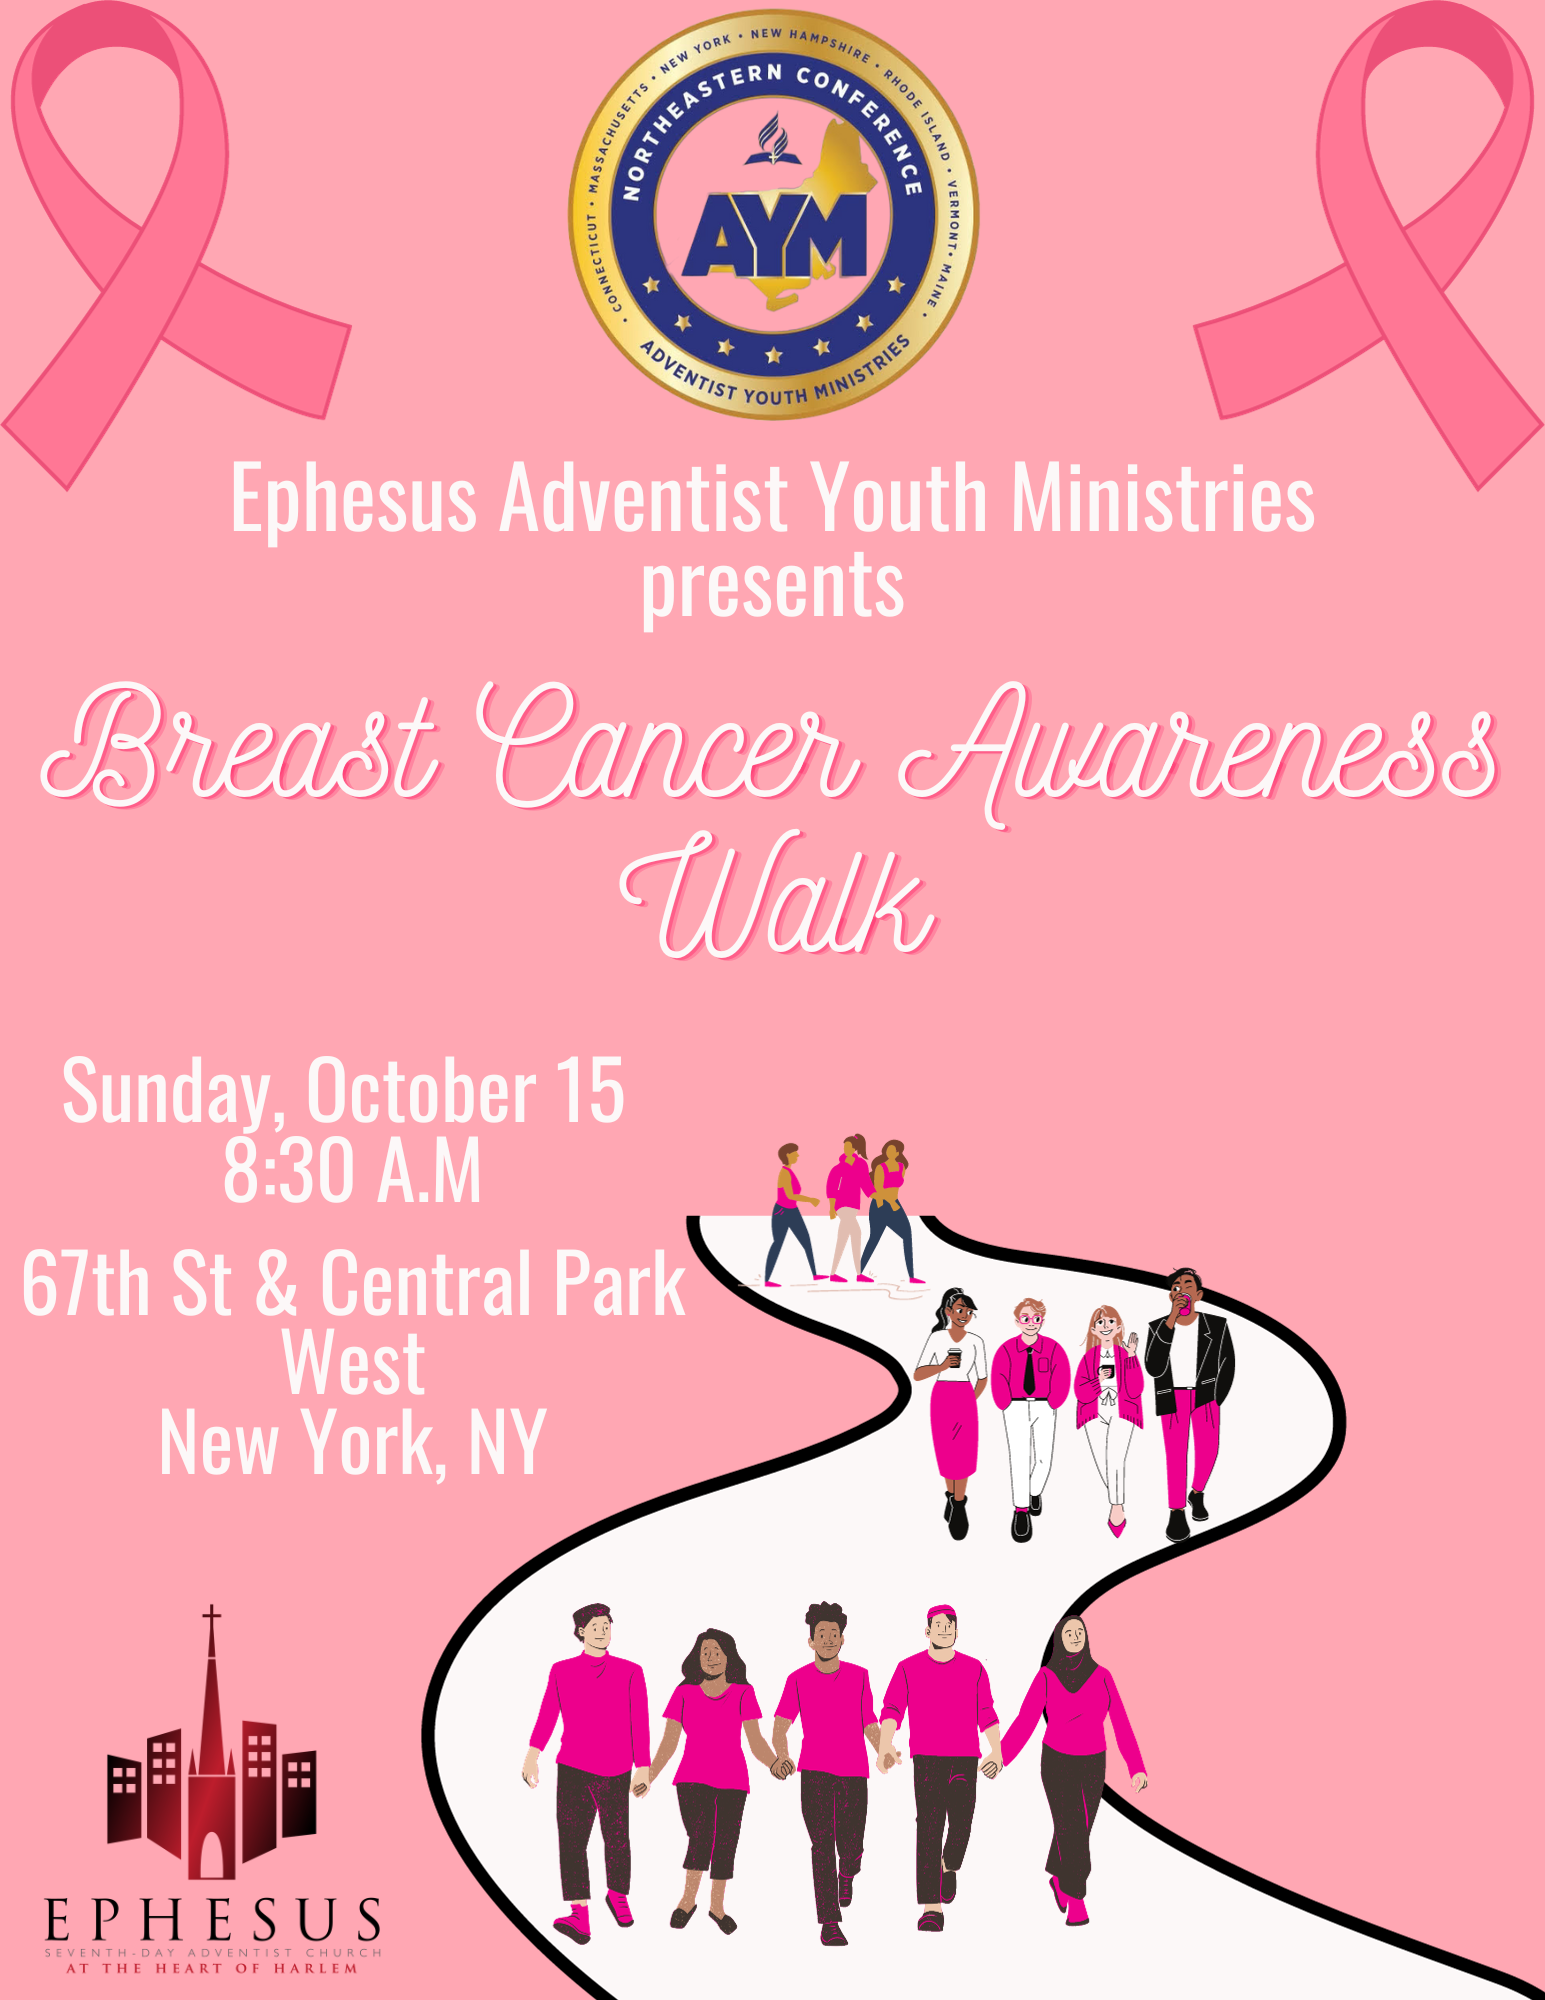 • CONNECTICUT • MASSACHUSETTS • NEW YORK • NEW HAMPSHIRE • RHODE ISLAND • VERMONT • MAINE •
NORTHEASTERN CONFERENCE
AYM
ADVENTIST YOUTH MINISTRIES
Ephesus Adventist Youth Ministries
presents
Breast Cancer Awareness
Walk
Sunday, October 15
8:30 A.M
67th St & Central Park
West
New York, NY
EPHESUS
SEVENTH-DAY ADVENTIST CHURCH
AT THE HEART OF HARLEM